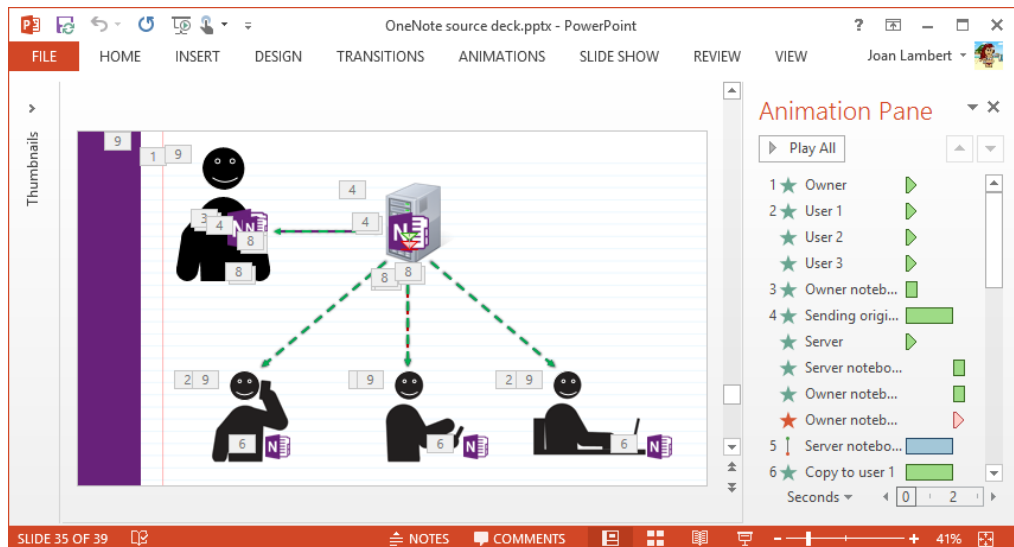 OneNote source deck.pptx - PowerPoint
?
FILE HOME INSERT DESIGN TRANSITIONS ANIMATIONS SLIDE SHOW REVIEW VIEW Joan Lambert
Thumbnails
9
1 9
4
3 4 N 4 N
8
8 8 8
2 9 9 2 9
6 N 6 N 6 N
Animation Pane
Play All
1 Owner
2 User 1
User 2
User 3
3 Owner noteb...
4 Sending origi...
Server
Server notebo...
Owner noteb...
Owner noteb...
5 Server notebo...
6 Copy to user 1
Seconds 0 2
SLIDE 35 OF 39 NOTES COMMENTS 41%